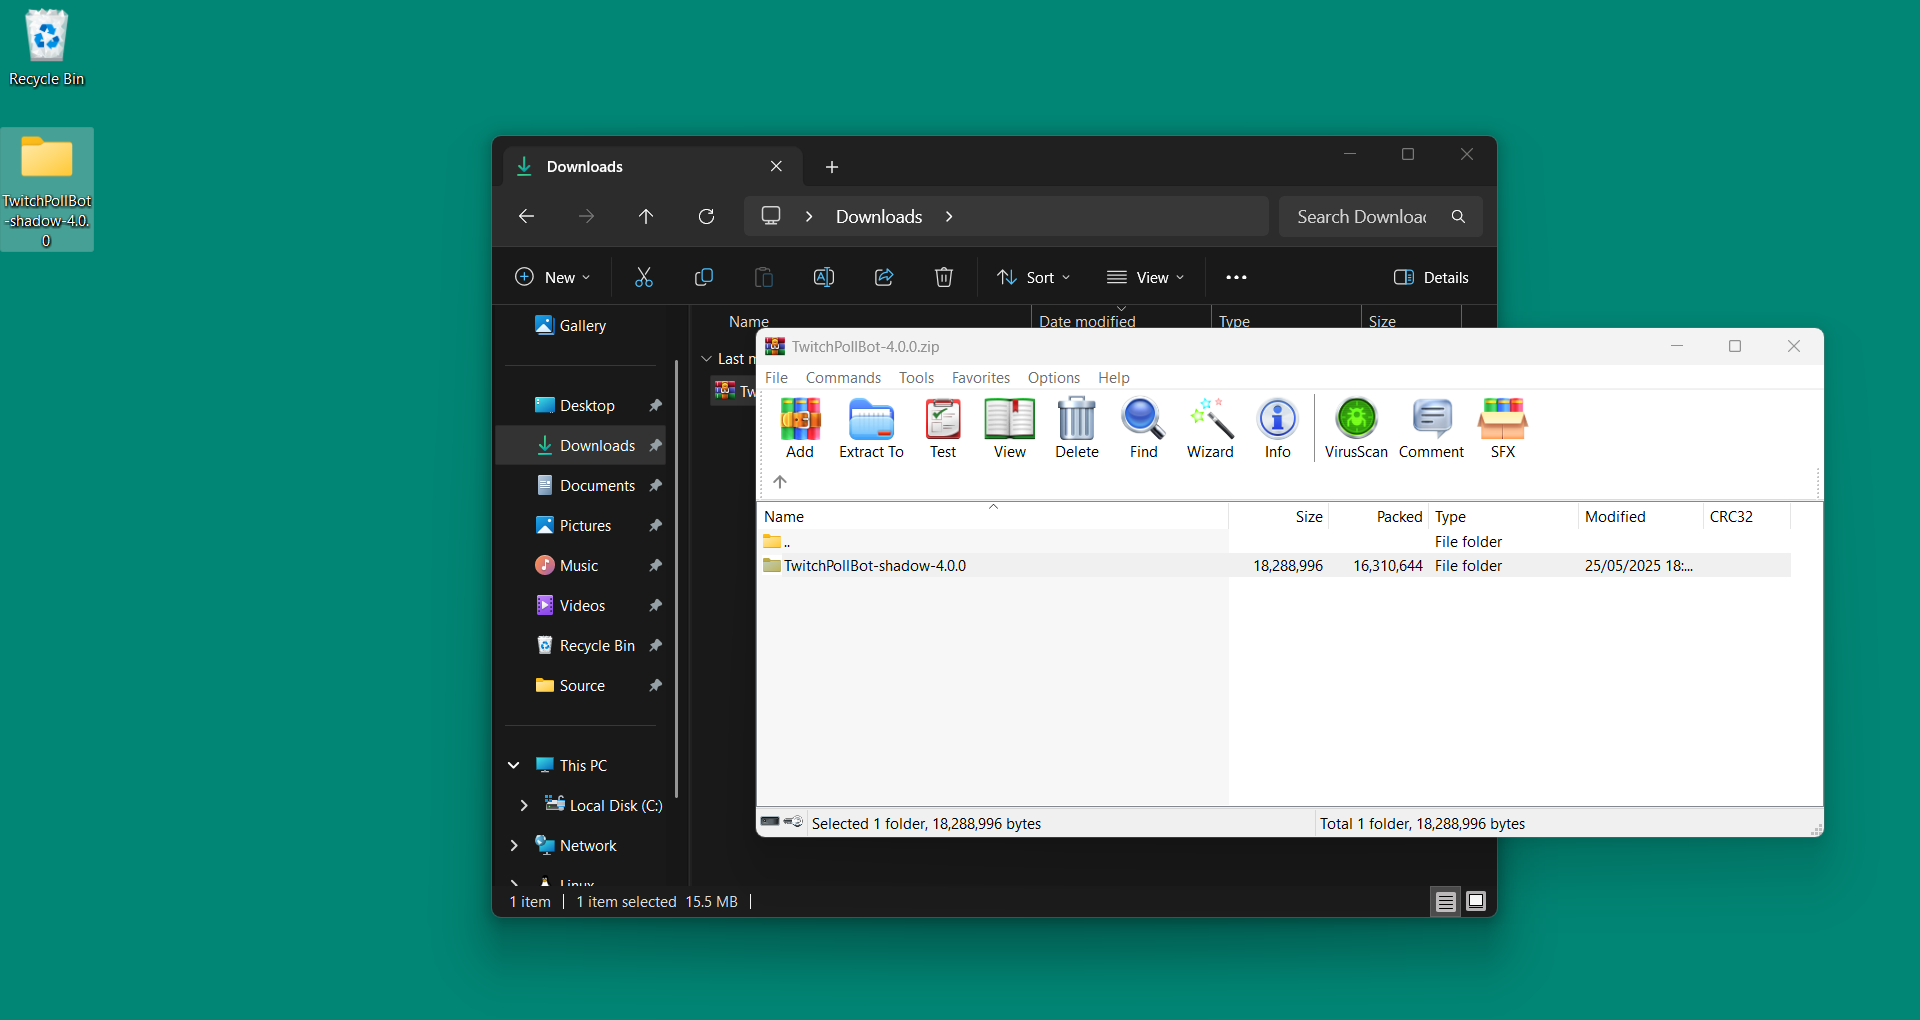 Recycle Bin
TwitchPollBot
-shadow-4.0.
0
Downloads
Downloads
Search Downloac
New
Sort
View
Details
Gallery
Desktop
Downloads
Documents
Pictures
Music
Videos
Recycle Bin
Source
This PC
Local Disk (C:)
Network
Linux
Name Date modified Type Size
Last m
Tw
1 item 1 item selected 15.5 MB
TwitchPollBot-4.0.0.zip
File Commands Tools Favorites Options Help
Add Extract To Test View Delete Find Wizard Info VirusScan Comment SFX
Name Size Packed Type Modified CRC32
.. File folder
TwitchPollBot-shadow-4.0.0 18,288,996 16,310,644 File folder 25/05/2025 18:...
Selected 1 folder, 18,288,996 bytes Total 1 folder, 18,288,996 bytes